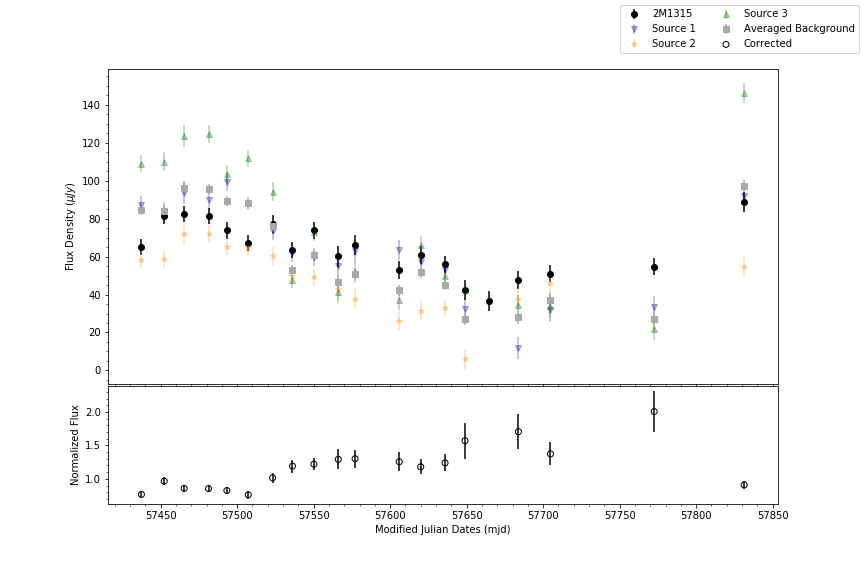 2M1315
Source 1
Source 2
Source 3
Averaged Background
Corrected
Flux Density (μJy)
140
120
100
80
60
40
20
0
Normalized Flux
2.0
1.5
1.0
57450 57500 57550 57600 57650 57700 57750 57800 57850
Modified Julian Dates (mjd)